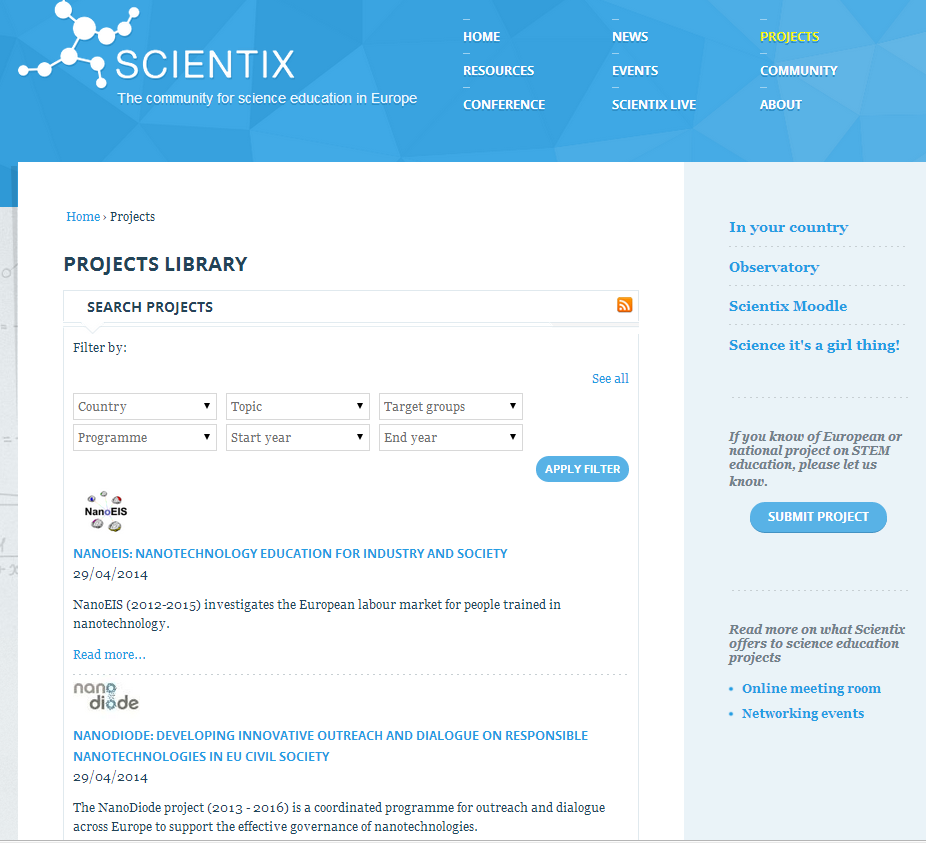 SCIENTIX
The community for science education in Europe
HOME
NEWS
PROJECTS
RESOURCES
EVENTS
COMMUNITY
CONFERENCE
SCIENTIX LIVE
ABOUT
Home › Projects
PROJECTS LIBRARY
SEARCH PROJECTS
Filter by:
See all
Country
Topic
Target groups
Programme
Start year
End year
APPLY FILTER
NanoEIS
NANOEIS: NANOTECHNOLOGY EDUCATION FOR INDUSTRY AND SOCIETY
29/04/2014
NanoEIS (2012-2015) investigates the European labour market for people trained in
nanotechnology.
Read more...
nano
diode
NANODIODE: DEVELOPING INNOVATIVE OUTREACH AND DIALOGUE ON RESPONSIBLE
NANOTECHNOLOGIES IN EU CIVIL SOCIETY
29/04/2014
The NanoDiode project (2013 - 2016) is a coordinated programme for outreach and dialogue
across Europe to support the effective governance of nanotechnologies.
In your country
Observatory
Scientix Moodle
Science it's a girl thing!
If you know of European or
national project on STEM
education, please let us
know.
SUBMIT PROJECT
Read more on what Scientix
offers to science education
projects
• Online meeting room
• Networking events